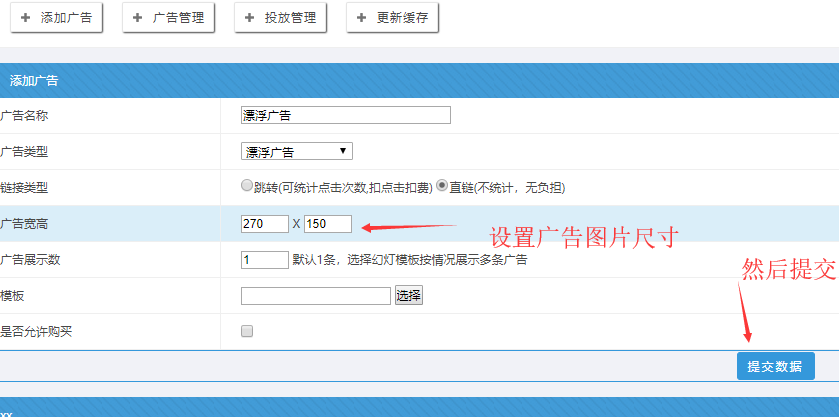 + 添加广告 + 广告管理 + 投放管理 + 更新缓存
添加广告
广告名称 漂浮广告
广告类型 漂浮广告
链接类型 跳转(可统计点击次数,扣点击扣费) 直链(不统计，无负担)
广告宽高 270 X 150
设置广告图片尺寸
广告展示数 1 默认1条，选择幻灯模板按情况展示多条广告
然后提交
模板 选择
是否允许购买
提交数据